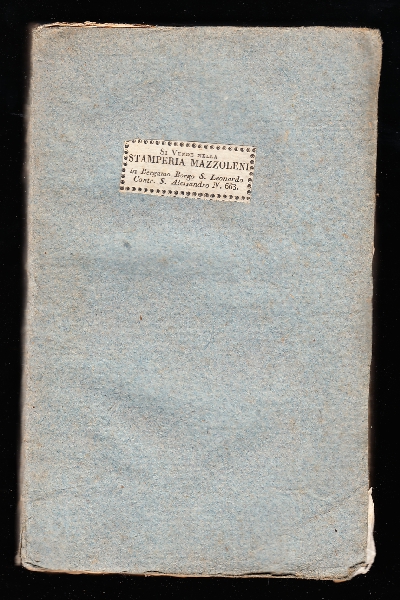 SI VENDE NELLA
STAMPERIA MAZZOLENI
in Bergamo Borgo S. Leonardo
Contr. S. Alessandro N. 663.